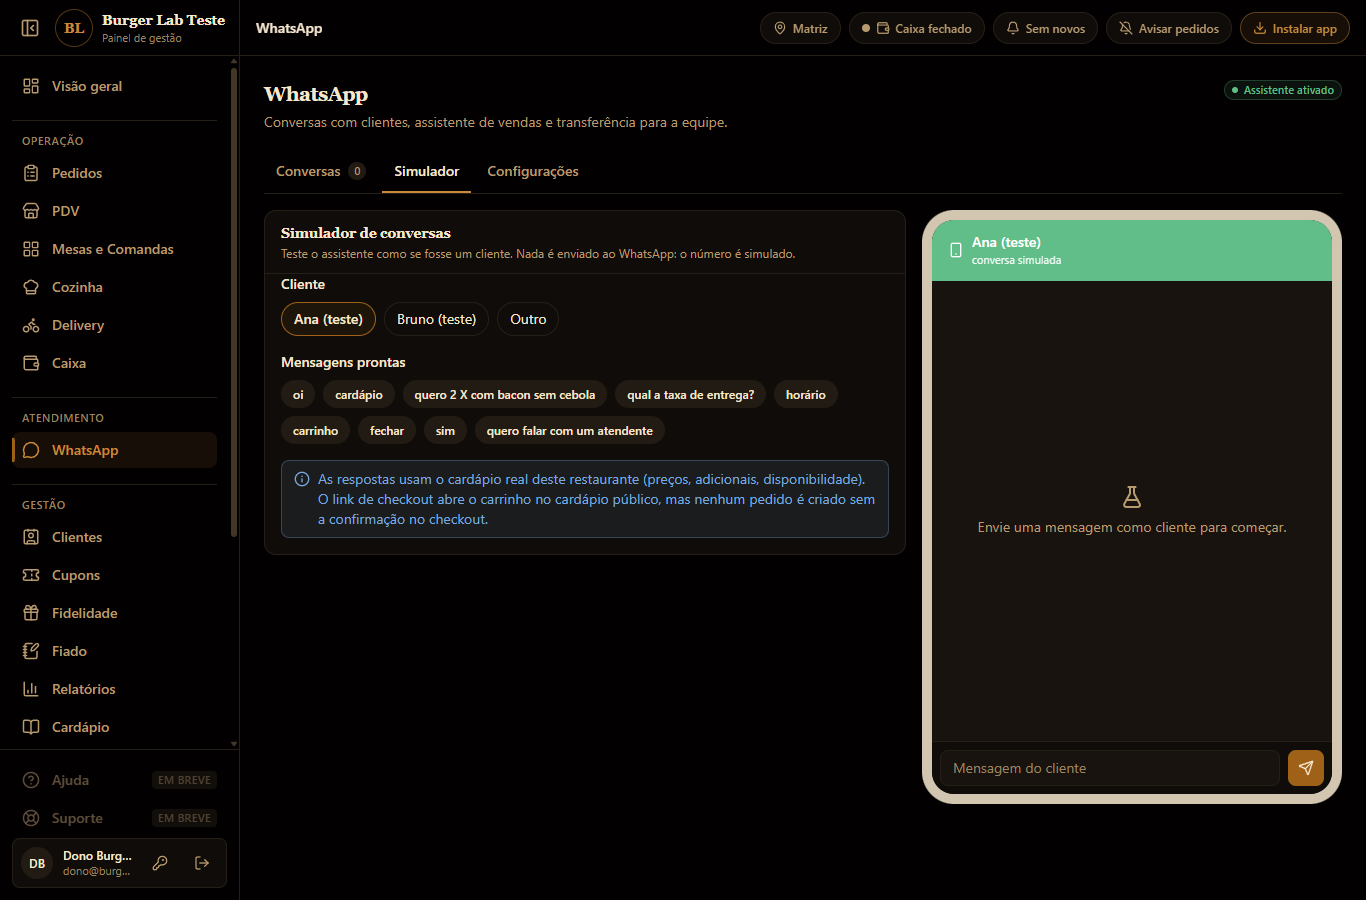 BL
Burger Lab Teste
Painel de gestão
WhatsApp
Matriz
Caixa fechado
Sem novos
Avisar pedidos
Instalar app
Visão geral
OPERAÇÃO
Pedidos
PDV
Mesas e Comandas
Cozinha
Delivery
Caixa
ATENDIMENTO
WhatsApp
GESTÃO
Clientes
Cupons
Fidelidade
Fiado
Relatórios
Cardápio
Ajuda
EM BREVE
Suporte
EM BREVE
DB
Dono Burg...
dono@burg...
WhatsApp
Assistente ativado
Conversas com clientes, assistente de vendas e transferência para a equipe.
Conversas 0
Simulador
Configurações
Simulador de conversas
Teste o assistente como se fosse um cliente. Nada é enviado ao WhatsApp: o número é simulado.
Cliente
Ana (teste)
Bruno (teste)
Outro
Mensagens prontas
oi
cardápio
quero 2 X com bacon sem cebola
qual a taxa de entrega?
horário
carrinho
fechar
sim
quero falar com um atendente
As respostas usam o cardápio real deste restaurante (preços, adicionais, disponibilidade).
O link de checkout abre o carrinho no cardápio público, mas nenhum pedido é criado sem
a confirmação no checkout.
Ana (teste)
conversa simulada
Envie uma mensagem como cliente para começar.
Mensagem do cliente